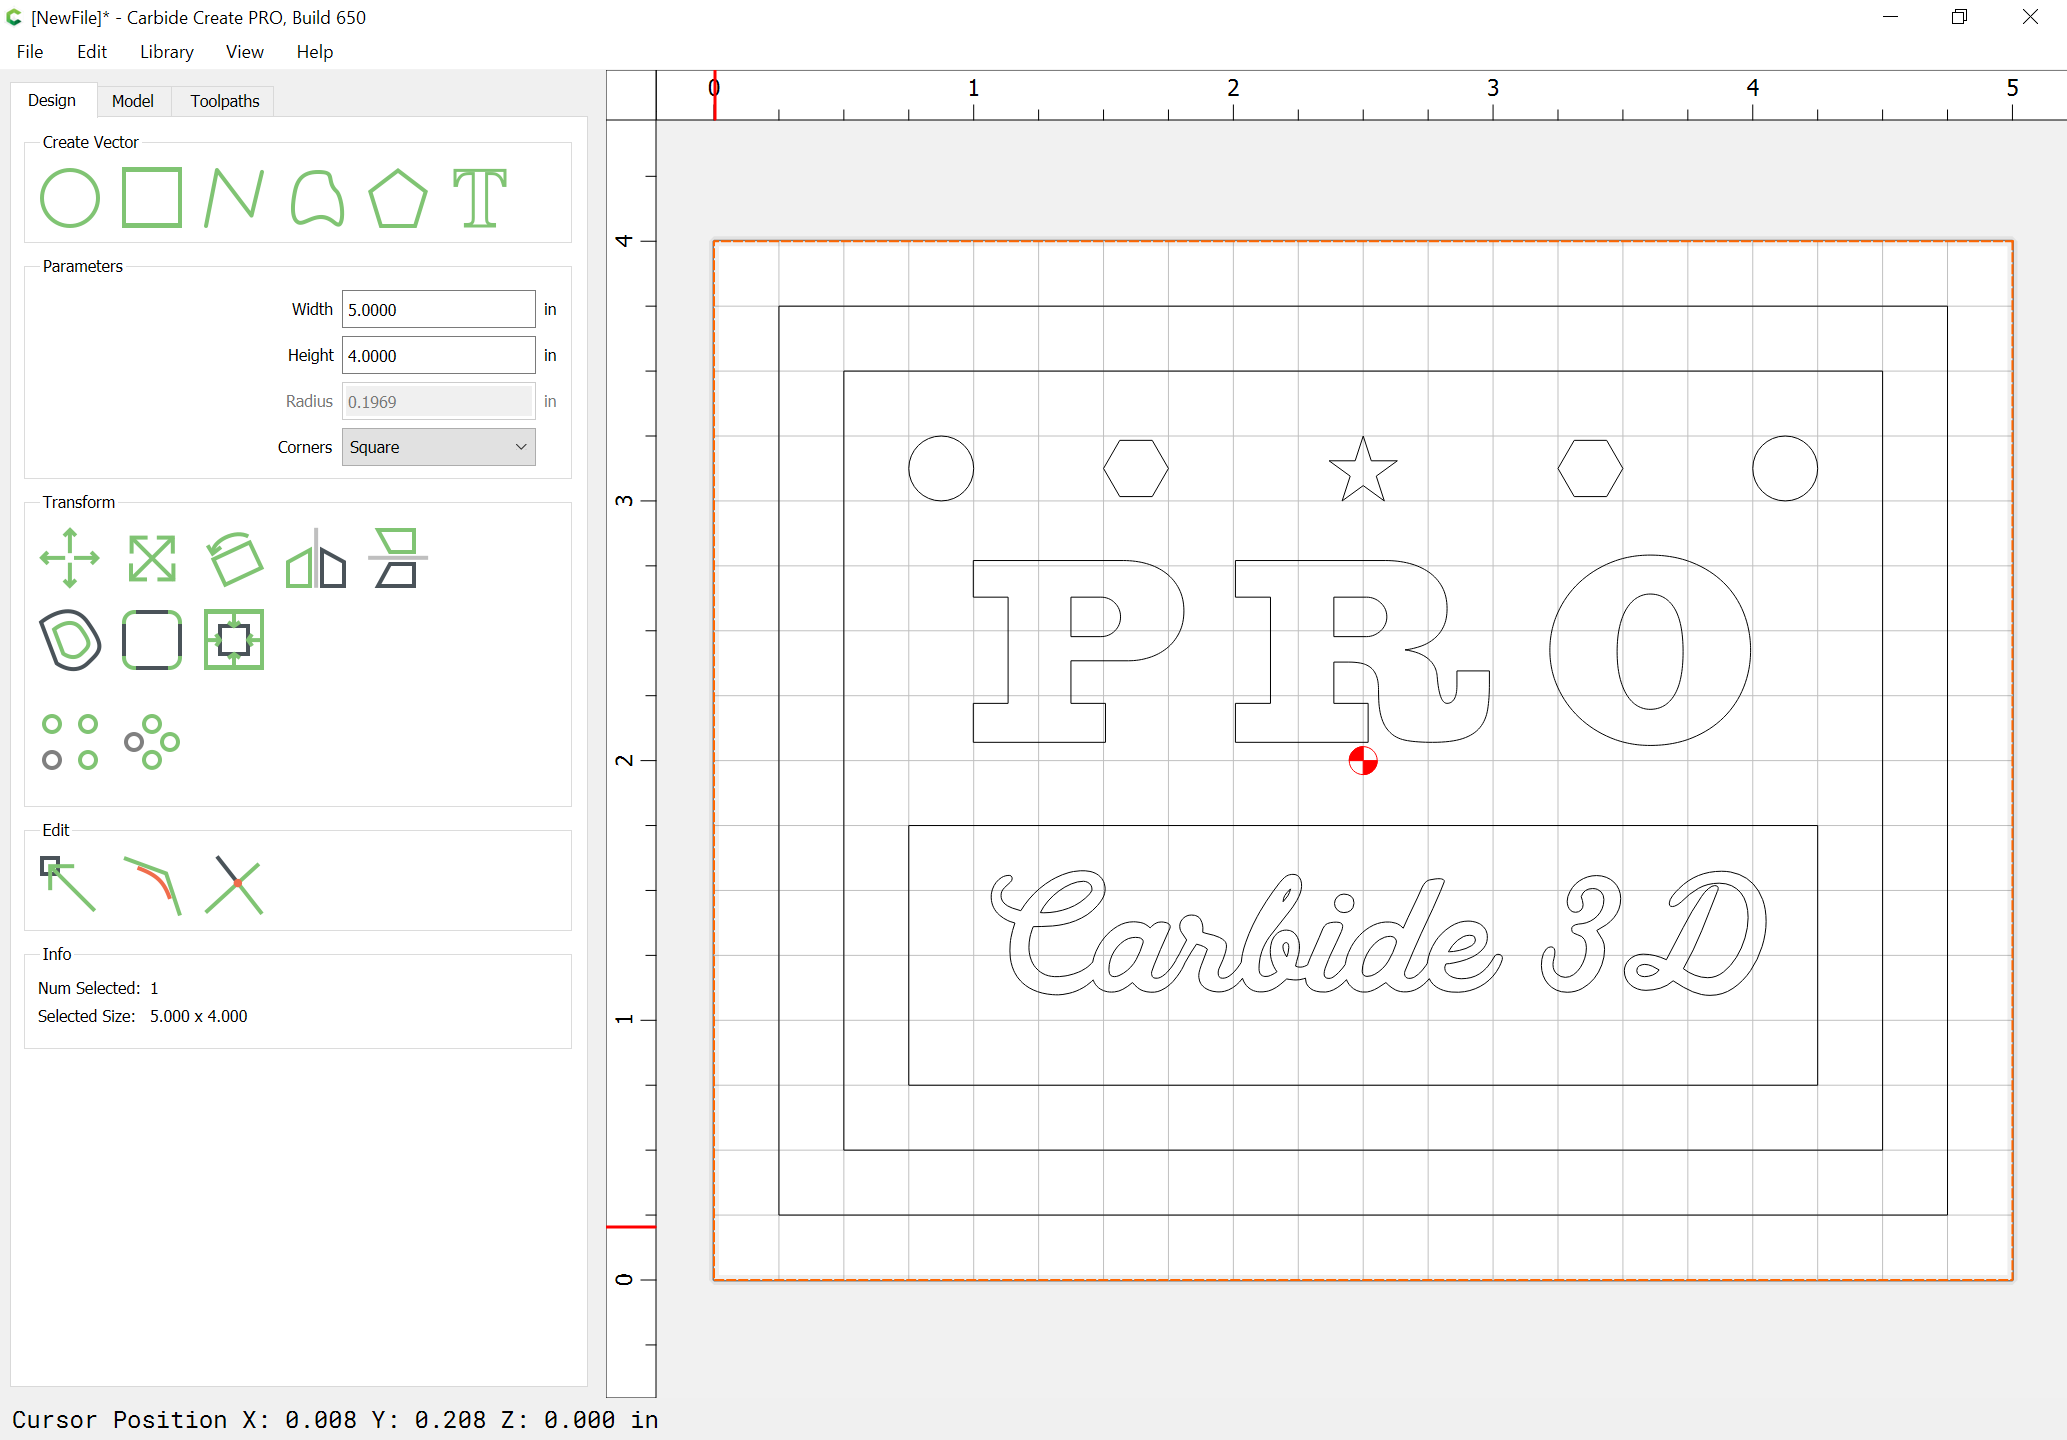 [NewFile]* - Carbide Create PRO, Build 650
File Edit Library View Help
Design Model Toolpaths
Create Vector
Parameters
Width 5.0000 in
Height 4.0000 in
Radius 0.1969 in
Corners Square
Transform
Edit
Info
Num Selected: 1
Selected Size: 5.000 x 4.000
0 1 2 3 4 5
4
3
2
1
0
PRO
Carbide 3D
Cursor Position X: 0.008 Y: 0.208 Z: 0.000 in